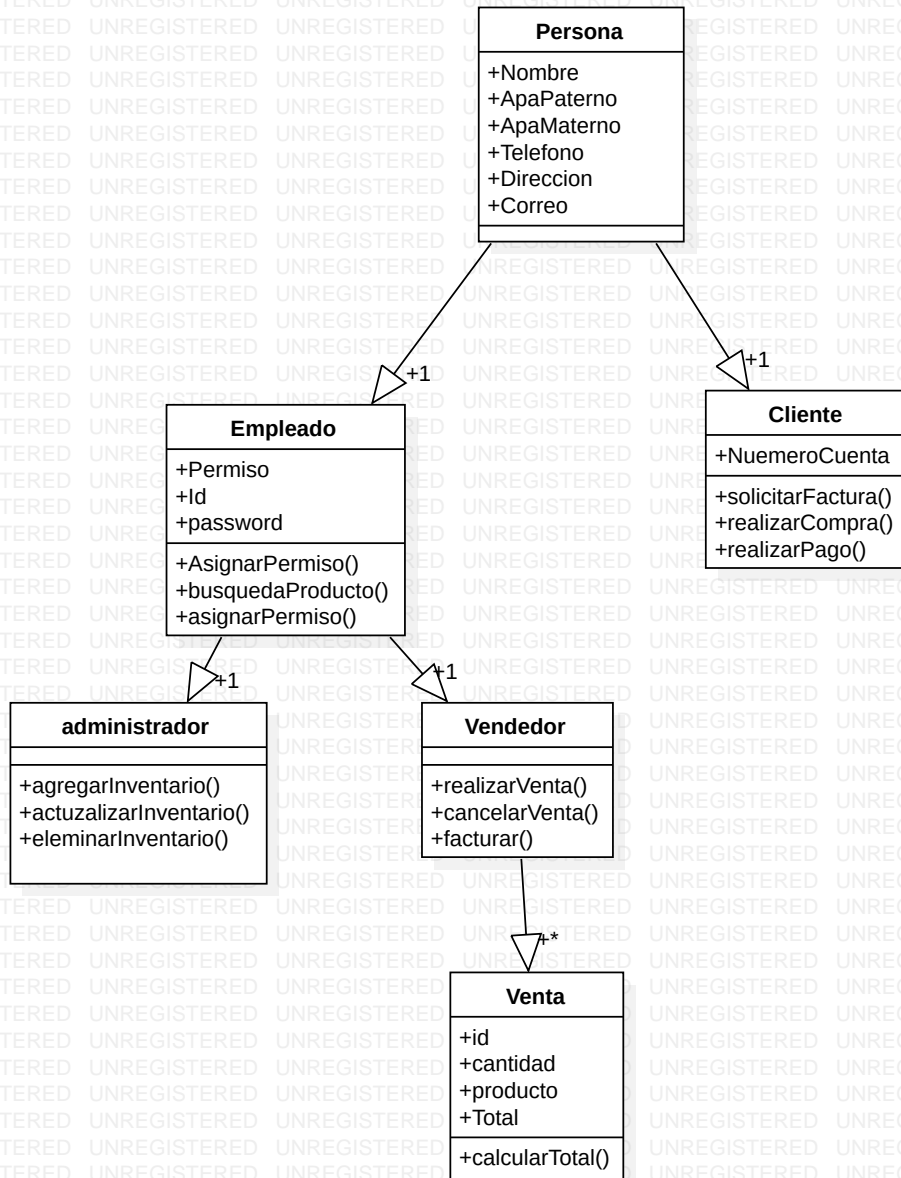 Persona
+Nombre
+ApaPaterno
+ApaMaterno
+Telefono
+Direccion
+Correo
+1
+1
Empleado
+Permiso
+Id
+password
+AsignarPermiso()
+busquedaProducto()
+asignarPermiso()
Cliente
+NuemeroCuenta
+solicitarFactura()
+realizarCompra()
+realizarPago()
+1
+1
administrador
+agregarInventario()
+actuzalizarInventario()
+eleminarInventario()
Vendedor
+realizarVenta()
+cancelarVenta()
+facturar()
+*
Venta
+id
+cantidad
+producto
+Total
+calcularTotal()
UNREGISTERED